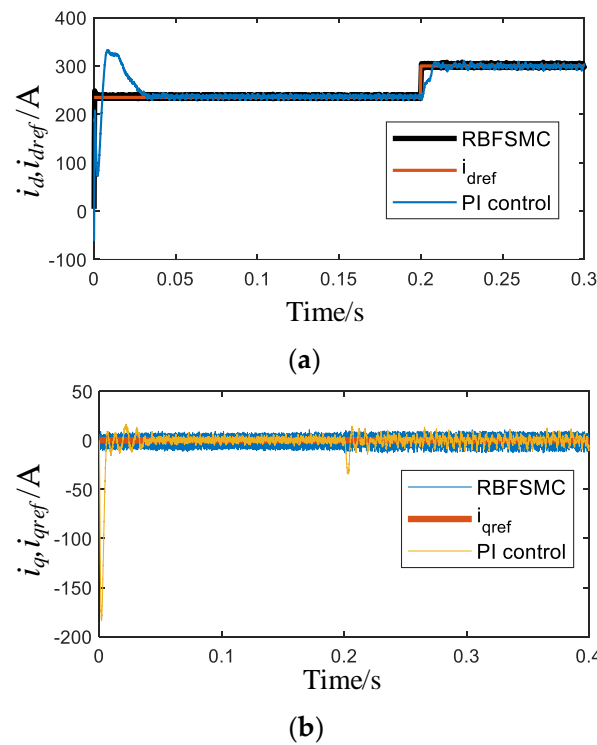 400
300
200
100
0
-100
i_d,i_dref/A
RBFSMC
i_dref
PI control
0 0.05 0.1 0.15 0.2 0.25 0.3
Time/s
(a)
50
0
-50
-100
-150
-200
i_q,i_qref/A
RBFSMC
i_qref
PI control
0 0.1 0.2 0.3 0.4
Time/s
(b)